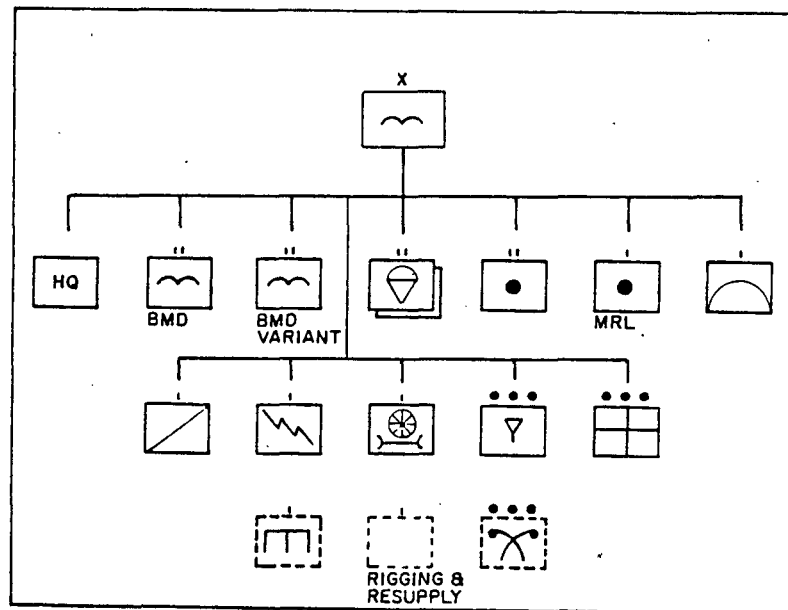 X
HQ
BMD
BMD
VARIANT
MRL
RIGGING &
RESUPPLY